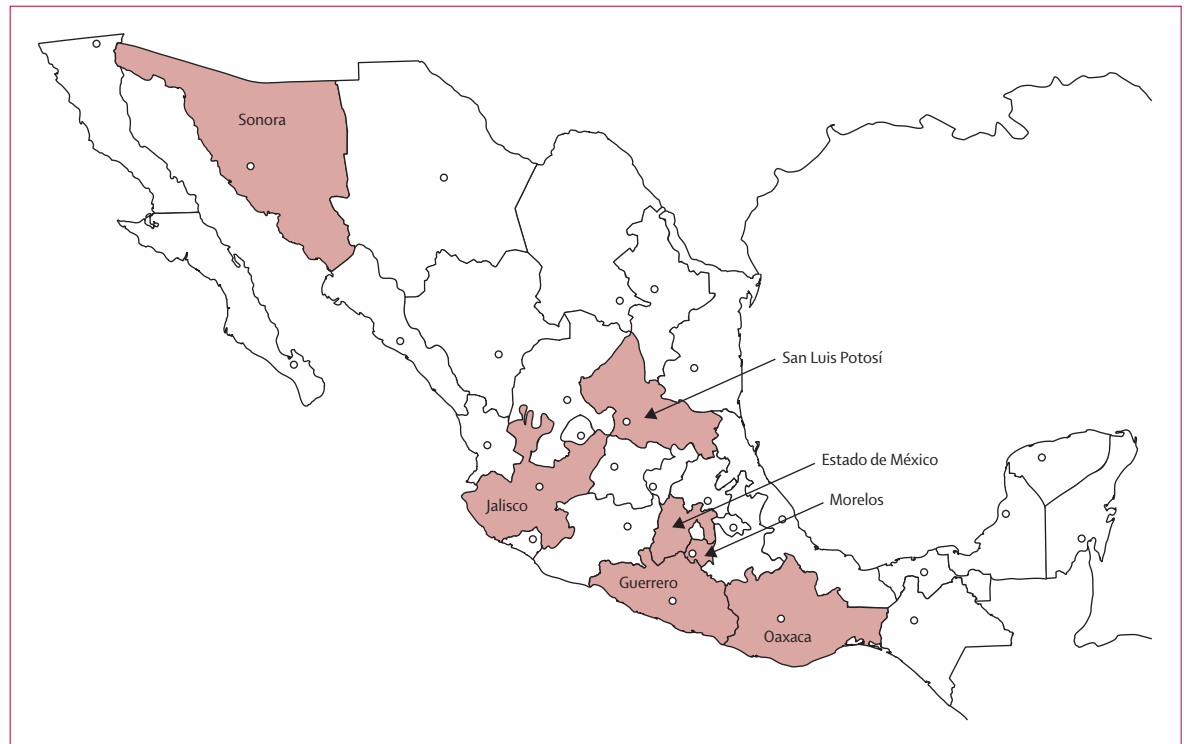 Sonora
San Luis Potosí
Estado de México
Morelos
Jalisco
Guerrero
Oaxaca